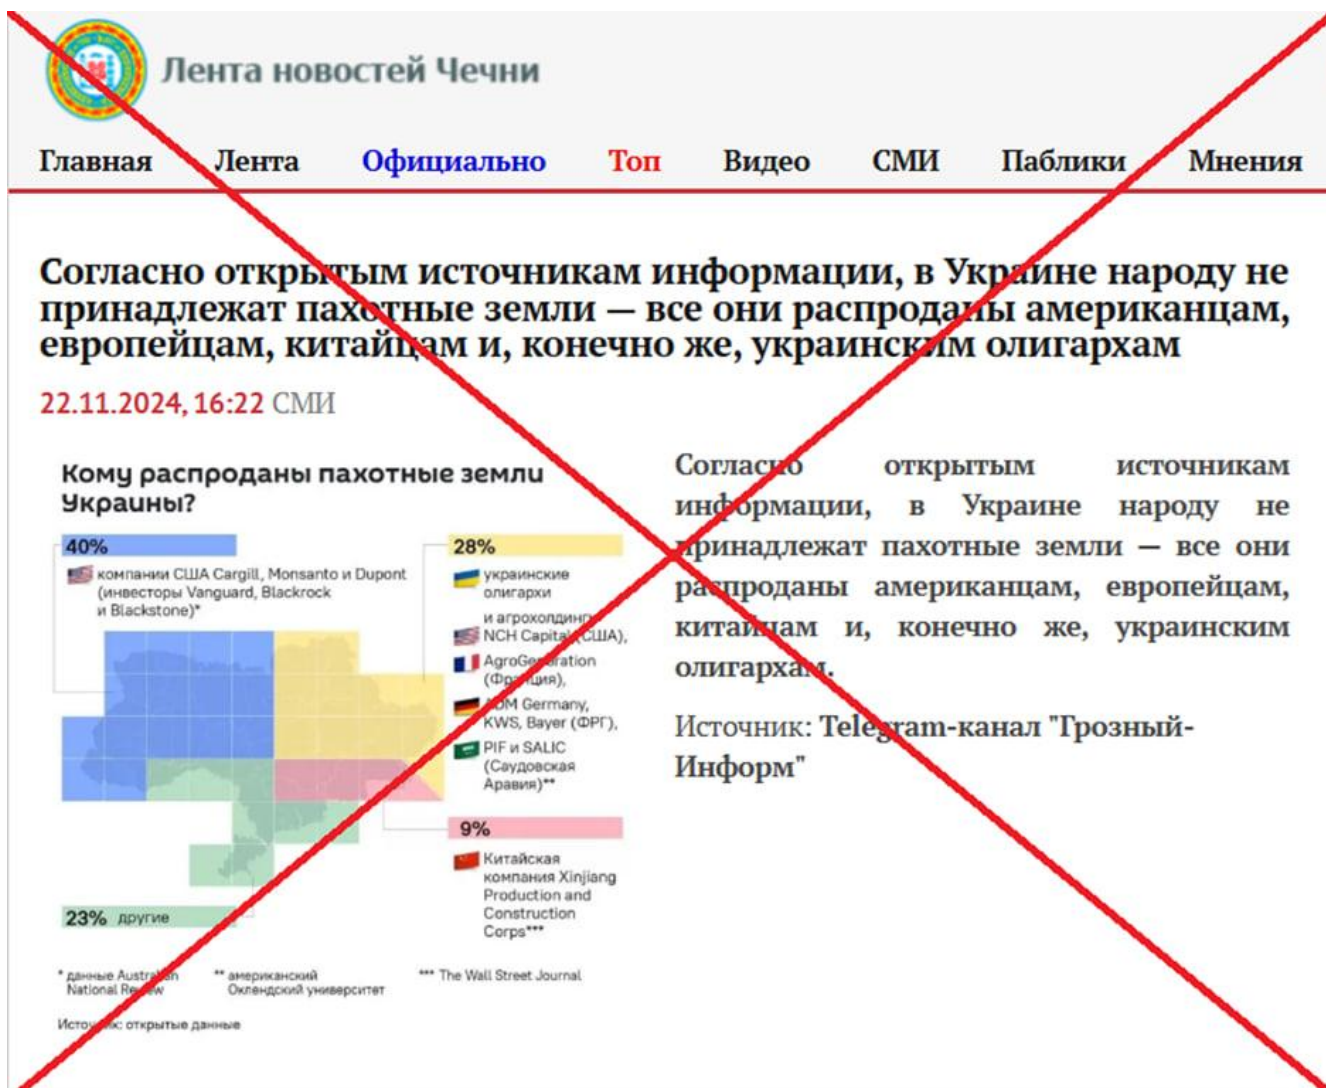 Лента новостей Чечни
Главная Лента Официально Топ Видео СМИ Паблики Мнения
Согласно открытым источникам информации, в Украине народу не
принадлежат пахотные земли — все они распроданы американцам,
европейцам, китайцам и, конечно же, украинским олигархам
22.11.2024, 16:22 СМИ
Кому распроданы пахотные земли
Украины?
40%
компании США Cargill, Monsanto и Dupont
(инвесторы Vanguard, Blackrock
и Blackstone)*
28%
украинские
олигархи
и агрохолдинги
NCH Capital (США),
AgroGeneration
(Франция),
ADM Germany,
KWS, Bayer (ФРГ),
PIF и SALIC
(Саудовская
Аравия)**
9%
Китайская
компания Xinjiang
Production and
Construction
Corps***
23% другие
* данные Australian
National Review
** американский
Оклендский университет
*** The Wall Street Journal
Источник: открытые данные
Согласно открытым источникам
информации, в Украине народу не
принадлежат пахотные земли — все они
распроданы американцам, европейцам,
китайцам и, конечно же, украинским
олигархам.
Источник: Telegram-канал "Грозный-
Информ"